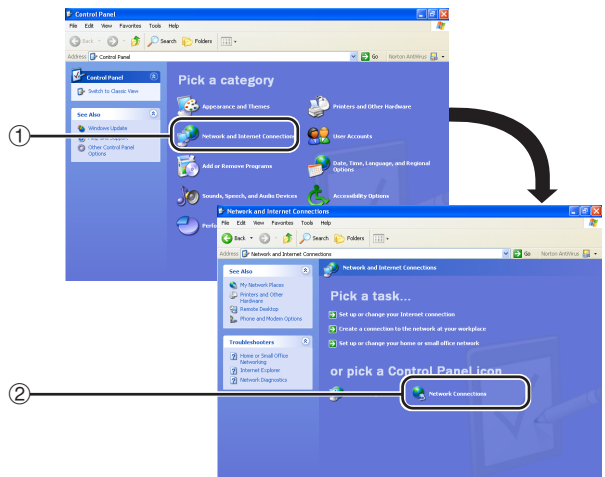 Control Panel
File Edit View Favorites Tools Help
Back Search Folders
Address Control Panel Go Norton AntiVirus
Control Panel
Switch to Classic View
See Also
Windows Update
Help and Support
Other Control Panel
Options
Pick a category
Appearance and Themes
Printers and Other Hardware
Network and Internet Connections
User Accounts
Add or Remove Programs
Date, Time, Language, and Regional
Options
Sounds, Speech, and Audio Devices
Accessibility Options
Perfo
①
Network and Internet Connections
File Edit View Favorites Tools Help
Back Search Folders
Address Network and Internet Connections Go Norton AntiVirus
See Also
My Network Places
Printers and Other
Hardware
Remote Desktop
Phone and Modem Options
Troubleshooters
Home or Small Office
Networking
Internet Explorer
Network Diagnostics
Network and Internet Connections
Pick a task...
Set up or change your Internet connection
Create a connection to the network at your workplace
Set up or change your home or small office network
or pick a Control Panel icon
Network Connections
②